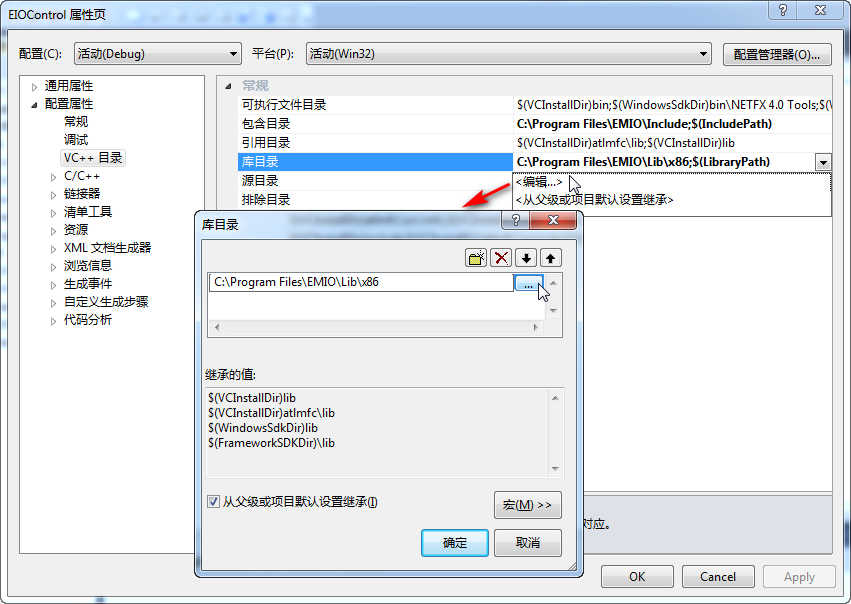 EIOControl 属性页
配置(C): 活动(Debug) 平台(P): 活动(Win32) 配置管理器(O)...
通用属性
配置属性
常规
调试
VC++ 目录
C/C++
链接器
清单工具
资源
XML 文档生成器
浏览信息
生成事件
自定义生成步骤
代码分析
常规
可执行文件目录 $(VCInstallDir)bin;$(WindowsSdkDir)bin\NETFX 4.0 Tools;$(W
包含目录 C:\Program Files\EMIO\Include;$(IncludePath)
引用目录 $(VCInstallDir)atlmfc\lib;$(VCInstallDir)lib
库目录 C:\Program Files\EMIO\Lib\x86;$(LibraryPath)
源目录 <编辑...>
排除目录 <从父级或项目默认设置继承>
库目录
C:\Program Files\EMIO\Lib\x86 ...
继承的值:
$(VCInstallDir)lib
$(VCInstallDir)atlmfc\lib
$(WindowsSdkDir)lib
$(FrameworkSDKDir)\lib
从父级或项目默认设置继承(I) 宏(M) >>
对应。
确定 取消
OK Cancel Apply